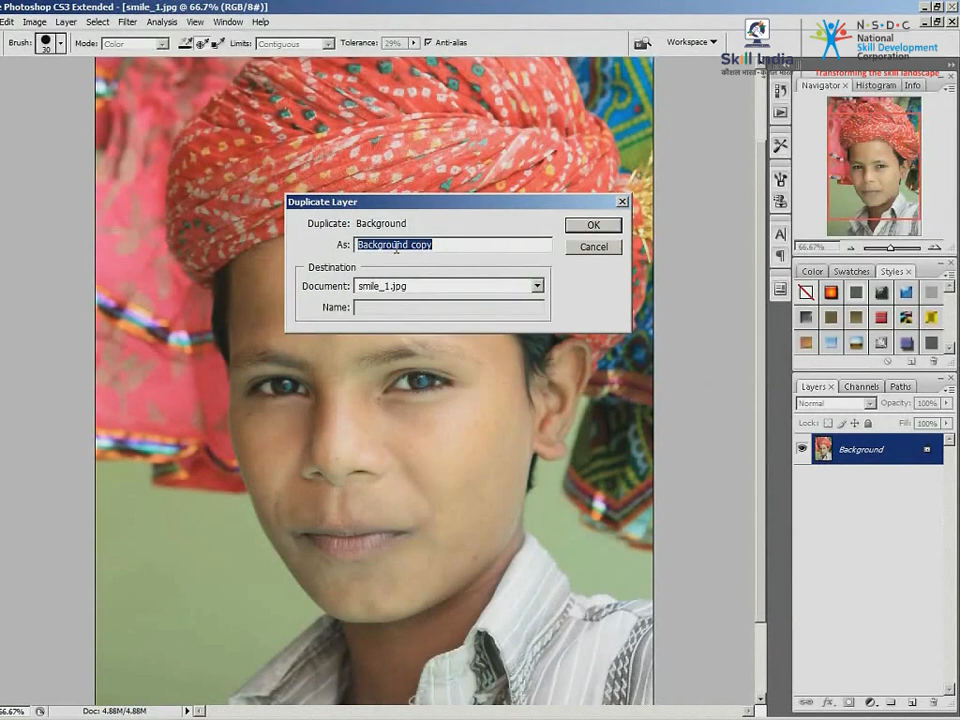 Photoshop CS3 Extended - [smile_1.jpg @ 66.7% (RGB/8#)]
Edit Image Layer Select Filter Analysis View Window Help
Brush: 30 Mode: Color Limits: Contiguous Tolerance: 29% Anti-alias Workspace
Skill India
कौशल भारत-कुशल भारत
N·S·D·C
National
Skill Development
Corporation
Transforming the skill landscape
Navigator Histogram Info
66.67%
Duplicate Layer
Duplicate: Background
OK
As: Background copy
Cancel
Destination
Document: smile_1.jpg
Name:
Color Swatches Styles
Layers Channels Paths
Normal Opacity: 100%
Lock: Fill: 100%
Background
66.67% Doc: 4.88M/4.88M